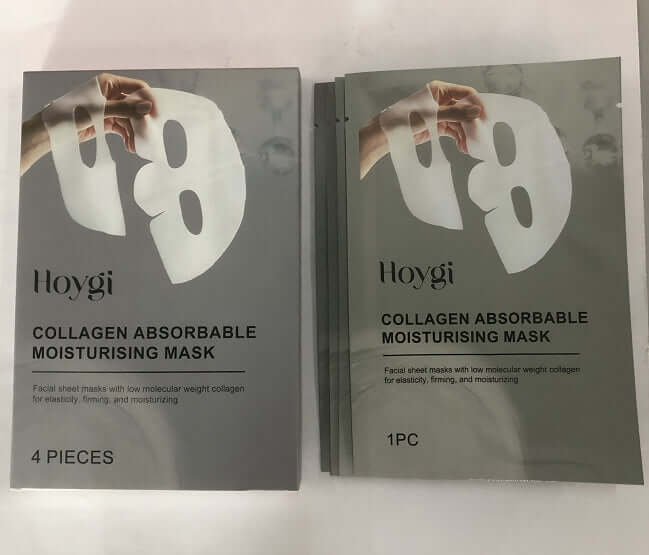 Hoygi
COLLAGEN ABSORBABLE
MOISTURISING MASK
Facial sheet masks with low molecular weight collagen
for elasticity, firming, and moisturizing
4 PIECES
Hoygi
COLLAGEN ABSORBABLE
MOISTURISING MASK
Facial sheet masks with low molecular weight collagen
for elasticity, firming, and moisturizing
1PC